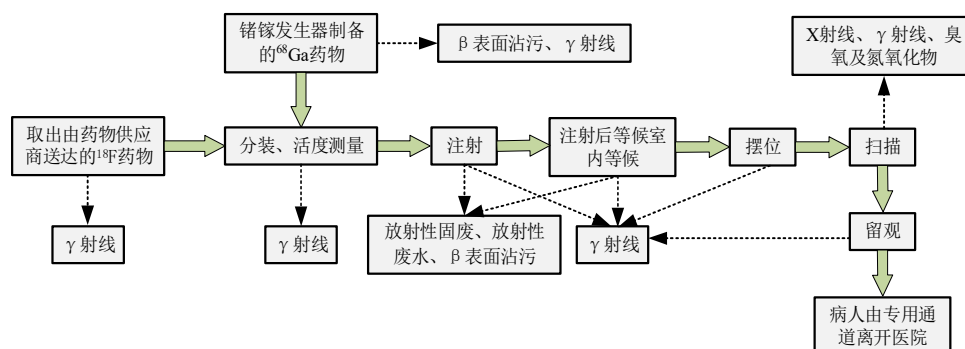 锗镓发生器制备
的⁶⁸Ga药物
β表面沾污、γ射线
X射线、γ射线、臭
氧及氮氧化物
取出由药物供应
商送达的¹⁸F药物
分装、活度测量
注射
注射后等候室
内等候
摆位
扫描
γ射线
γ射线
放射性固废、放射性
废水、β表面沾污
γ射线
留观
病人由专用通
道离开医院